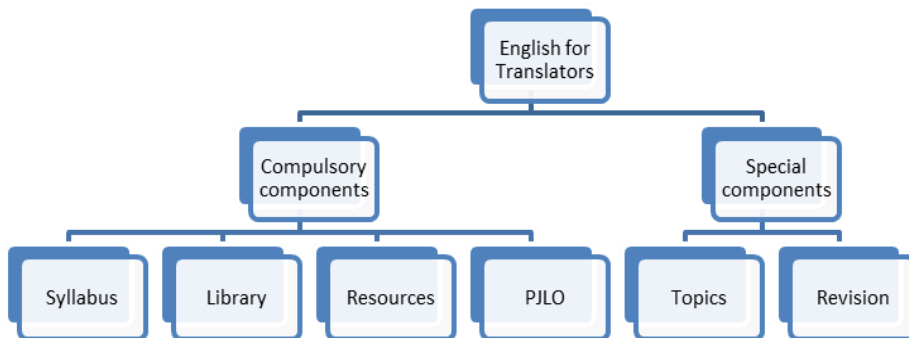 English for
Translators
Compulsory
components
Special
components
Syllabus
Library
Resources
PJLO
Topics
Revision